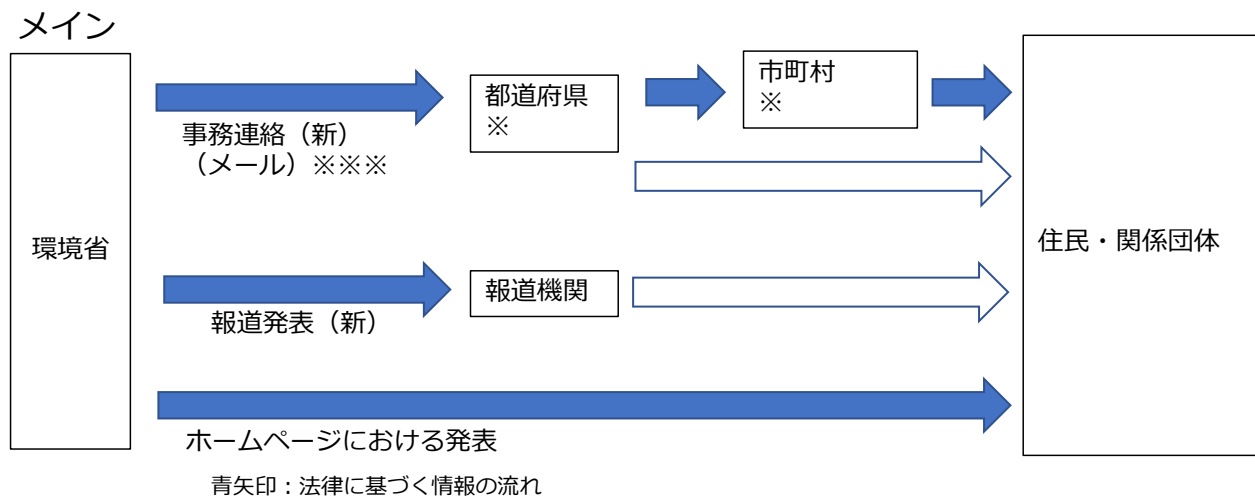 メイン
環境省
事務連絡（新）
（メール）※※※
都道府県
※
市町村
※
住民・関係団体
報道発表（新）
報道機関
ホームページにおける発表
青矢印：法律に基づく情報の流れ